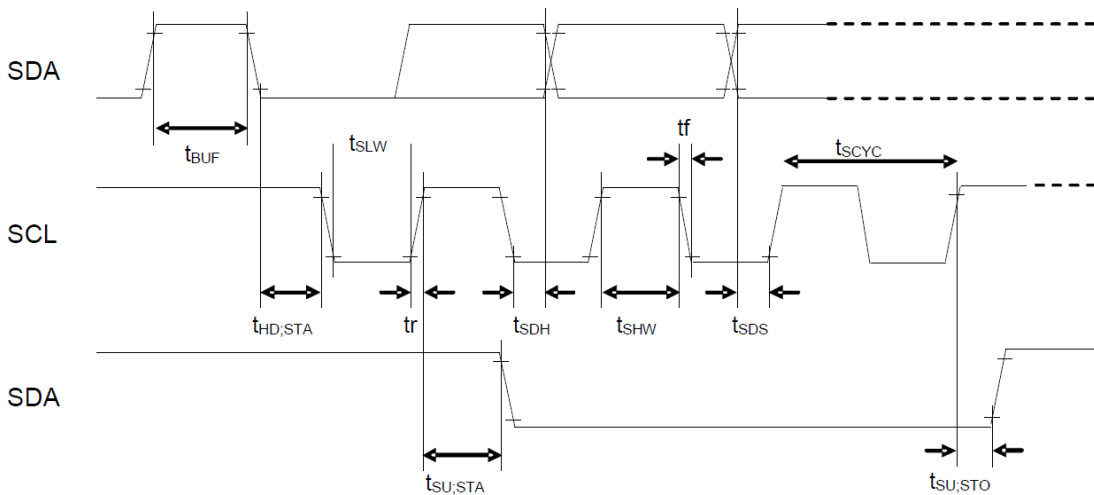 SDA
tBUF
tSLW
tf
tSCYC
SCL
tHD;STA
tr
tSDH
tSHW
tSDS
SDA
tSU;STA
tSU;STO